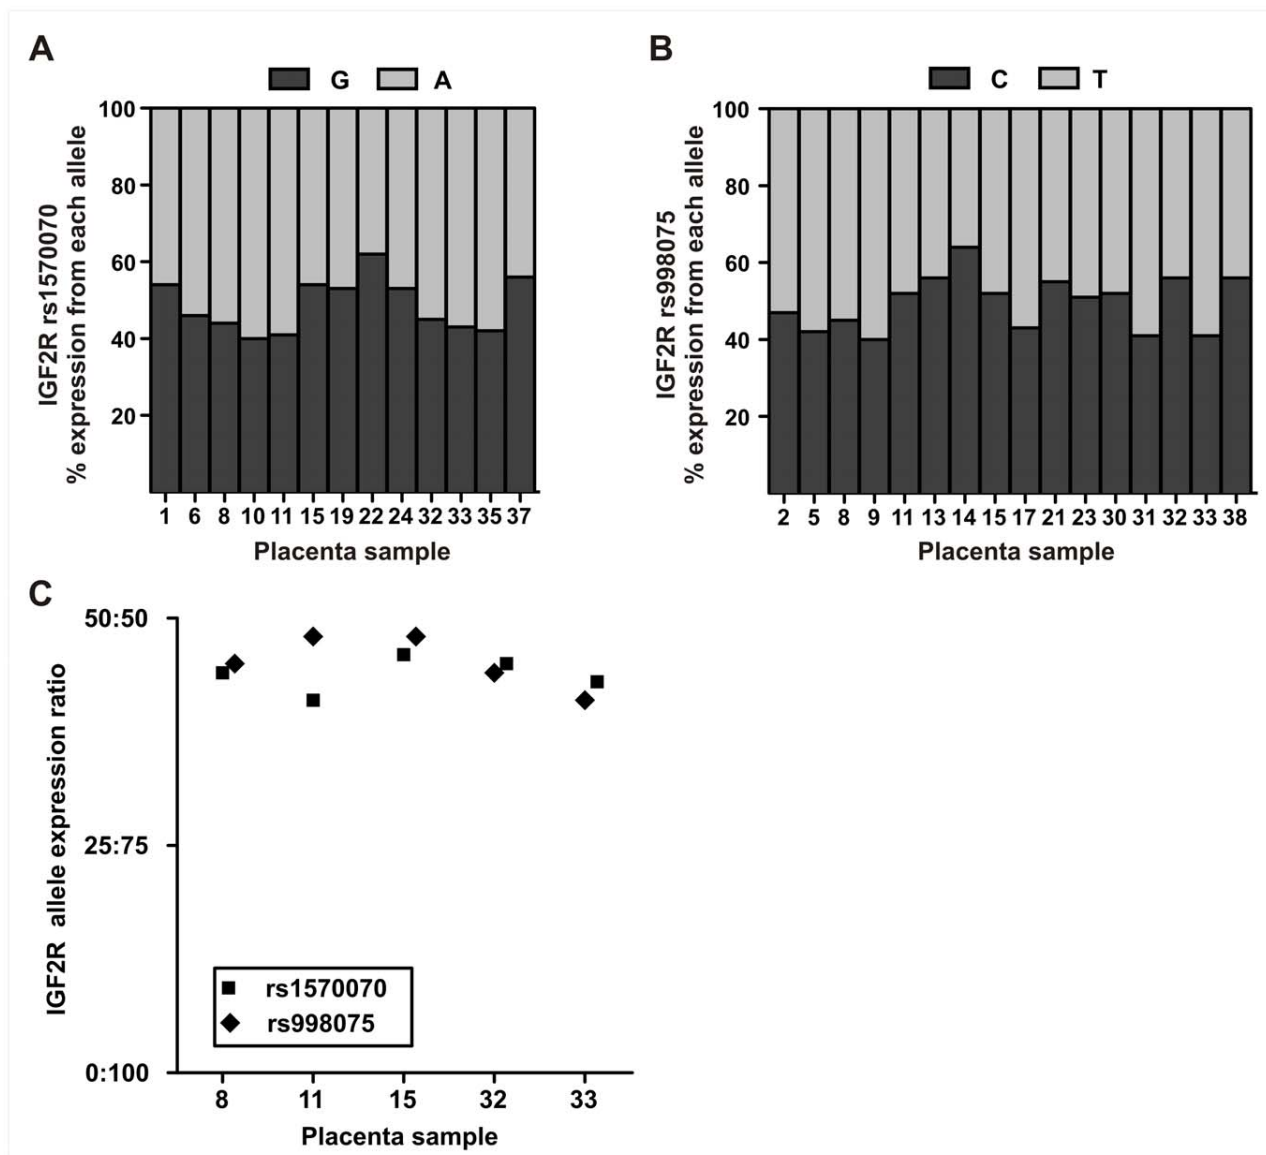 A
G A
IGF2R rs1570070
% expression from each allele
100
80
60
40
20
1 6 8 10 11 15 19 22 24 32 33 35 37
Placenta sample
B
C T
IGF2R rs998075
% expression from each allele
100
80
60
40
20
2 5 8 9 11 13 14 15 17 21 23 30 31 32 33 38
Placenta sample
C
IGF2R allele expression ratio
50:50
25:75
0:100
rs1570070
rs998075
8 11 15 32 33
Placenta sample